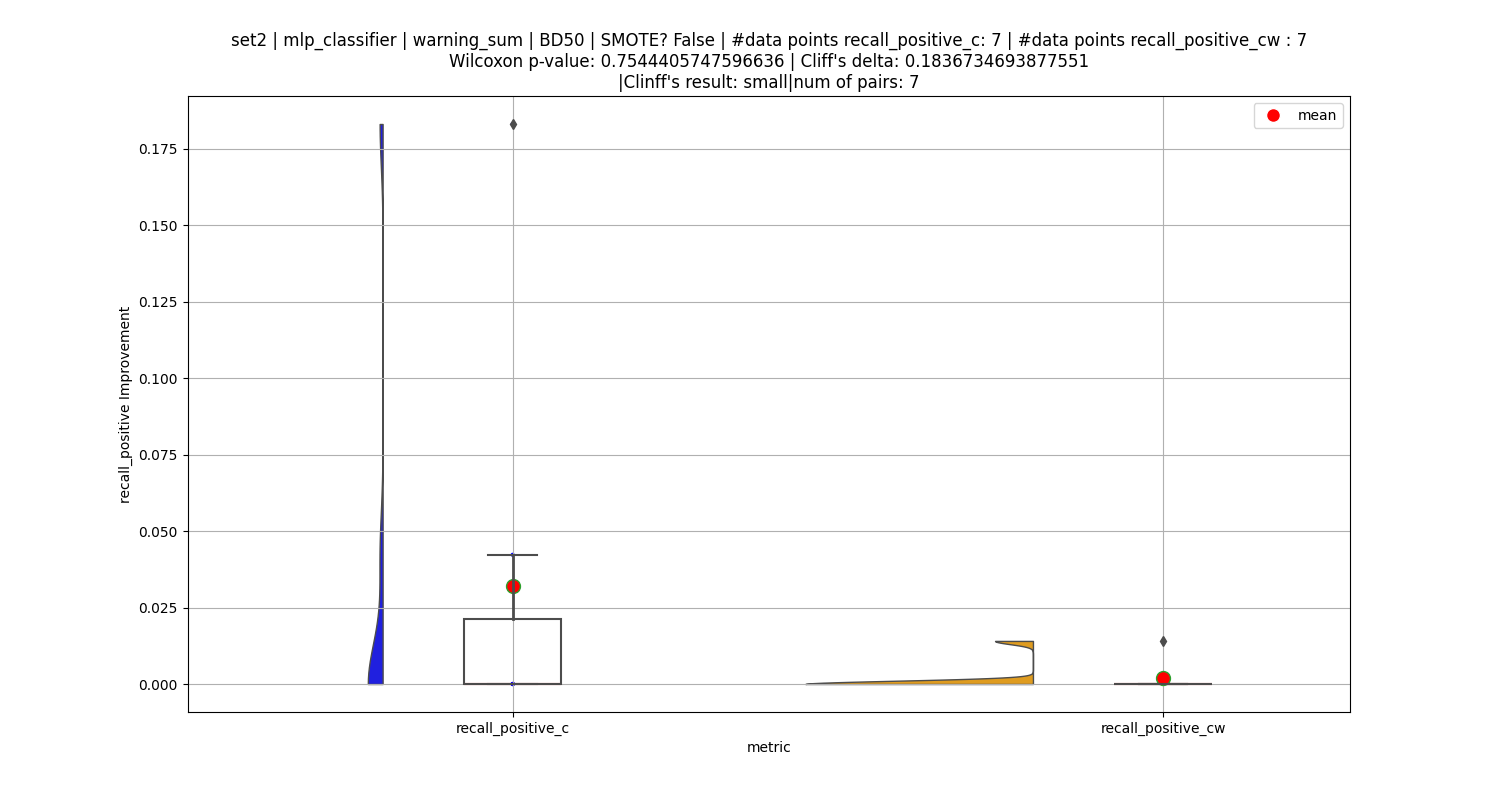 set2 | mlp_classifier | warning_sum | BD50 | SMOTE? False | #data points recall_positive_c: 7 | #data points recall_positive_cw : 7
Wilcoxon p-value: 0.7544405747596636 | Cliff's delta: 0.1836734693877551
|Clinff's result: small|num of pairs: 7
mean
0.175
0.150
0.125
0.100
0.075
0.050
0.025
0.000
recall_positive Improvement
recall_positive_c
recall_positive_cw
metric